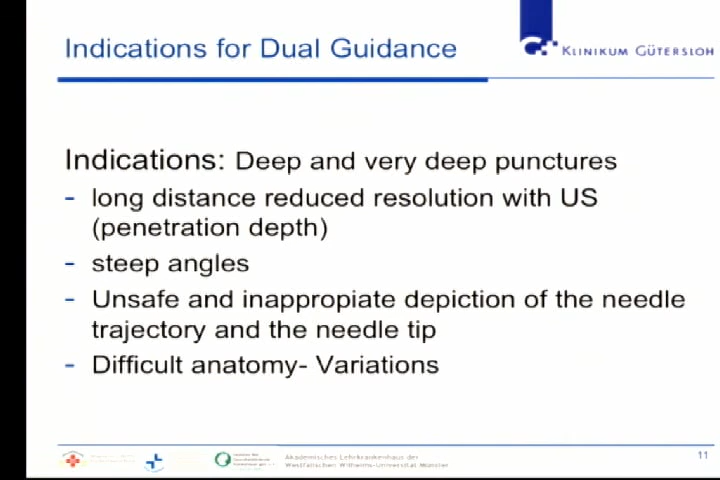 Indications for Dual Guidance
KLINIKUM GÜTERSLOH
Indications: Deep and very deep punctures
- long distance reduced resolution with US
(penetration depth)
- steep angles
- Unsafe and inappropiate depiction of the needle
trajectory and the needle tip
- Difficult anatomy- Variations
Akademisches Lehrkrankenhaus der
Westfälischen Wilhelms-Universität Münster
11